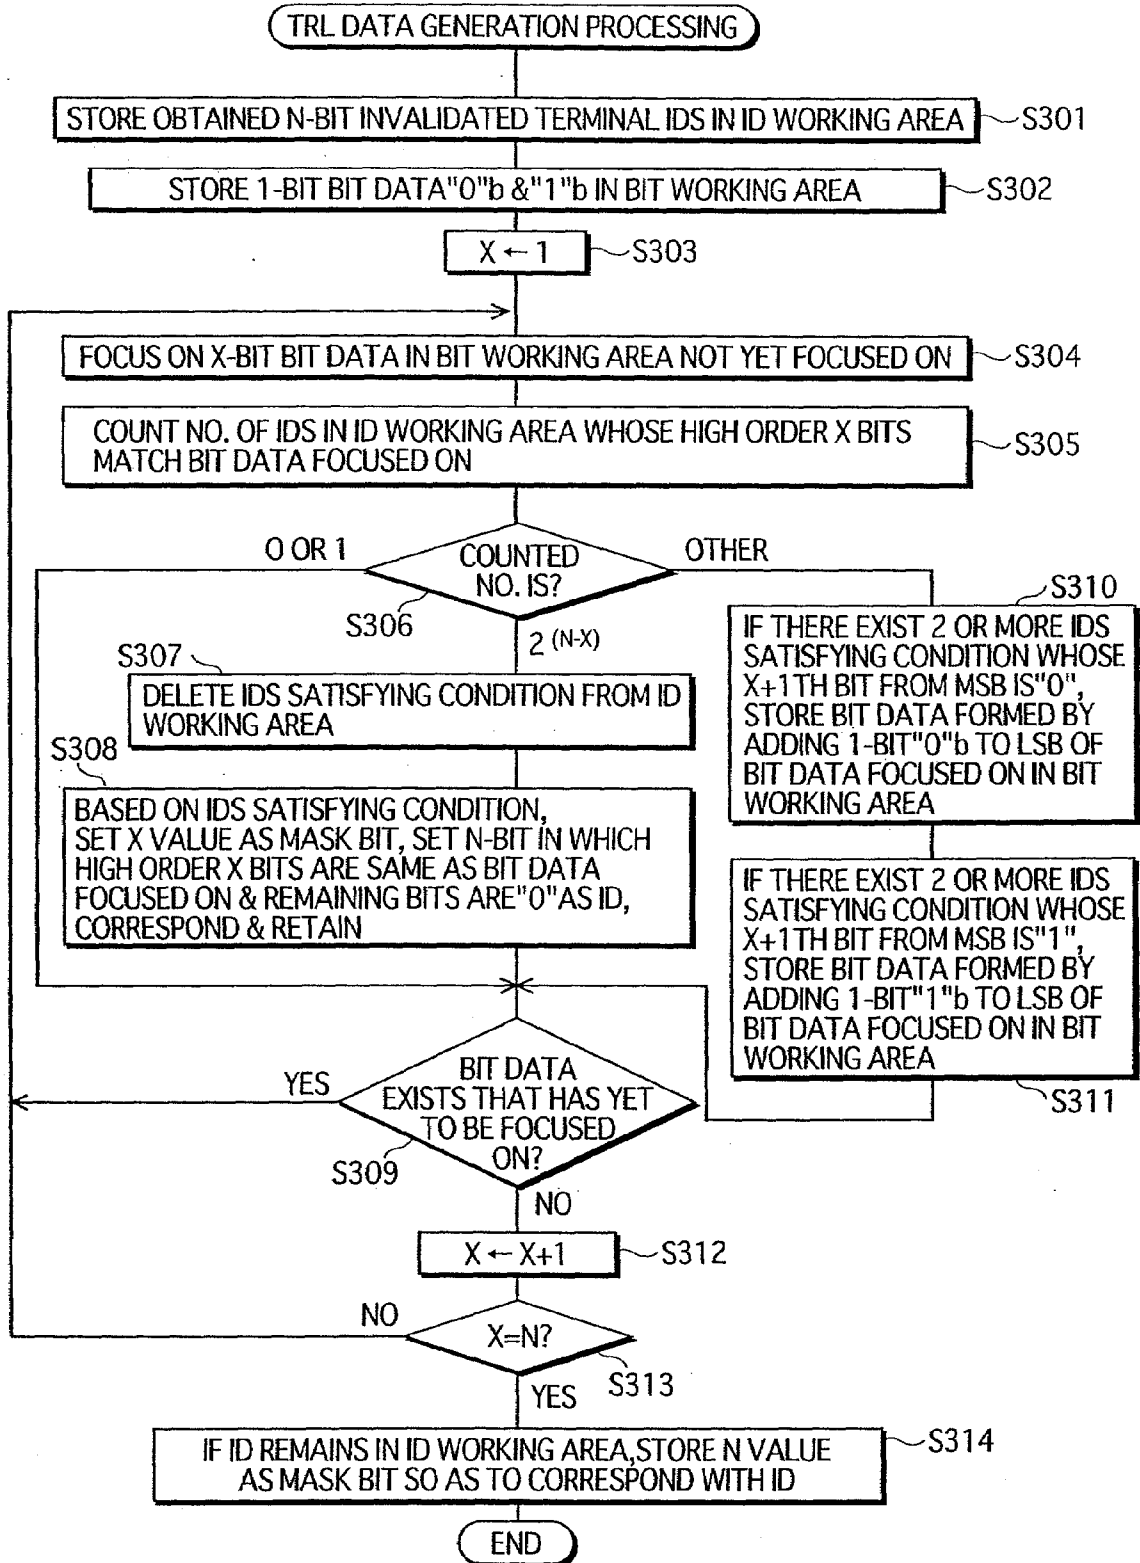 TRL DATA GENERATION PROCESSING
STORE OBTAINED N-BIT INVALIDATED TERMINAL IDS IN ID WORKING AREA
S301
STORE 1-BIT BIT DATA"0"b &"1"b IN BIT WORKING AREA
S302
X ← 1
S303
FOCUS ON X-BIT BIT DATA IN BIT WORKING AREA NOT YET FOCUSED ON
S304
COUNT NO. OF IDS IN ID WORKING AREA WHOSE HIGH ORDER X BITS
MATCH BIT DATA FOCUSED ON
S305
0 OR 1
COUNTED
NO. IS?
OTHER
S306
2 (N-X)
S310
IF THERE EXIST 2 OR MORE IDS
SATISFYING CONDITION WHOSE
X+1TH BIT FROM MSB IS"0",
STORE BIT DATA FORMED BY
ADDING 1-BIT"0"b TO LSB OF
BIT DATA FOCUSED ON IN BIT
WORKING AREA
S307
DELETE IDS SATISFYING CONDITION FROM ID
WORKING AREA
S308
BASED ON IDS SATISFYING CONDITION,
SET X VALUE AS MASK BIT, SET N-BIT IN WHICH
HIGH ORDER X BITS ARE SAME AS BIT DATA
FOCUSED ON & REMAINING BITS ARE"0"AS ID,
CORRESPOND & RETAIN
IF THERE EXIST 2 OR MORE IDS
SATISFYING CONDITION WHOSE
X+1TH BIT FROM MSB IS"1",
STORE BIT DATA FORMED BY
ADDING 1-BIT"1"b TO LSB OF
BIT DATA FOCUSED ON IN BIT
WORKING AREA
S311
YES
BIT DATA
EXISTS THAT HAS YET
TO BE FOCUSED
ON?
S309
NO
X ← X+1
S312
NO
X=N?
S313
YES
IF ID REMAINS IN ID WORKING AREA,STORE N VALUE
AS MASK BIT SO AS TO CORRESPOND WITH ID
S314
END